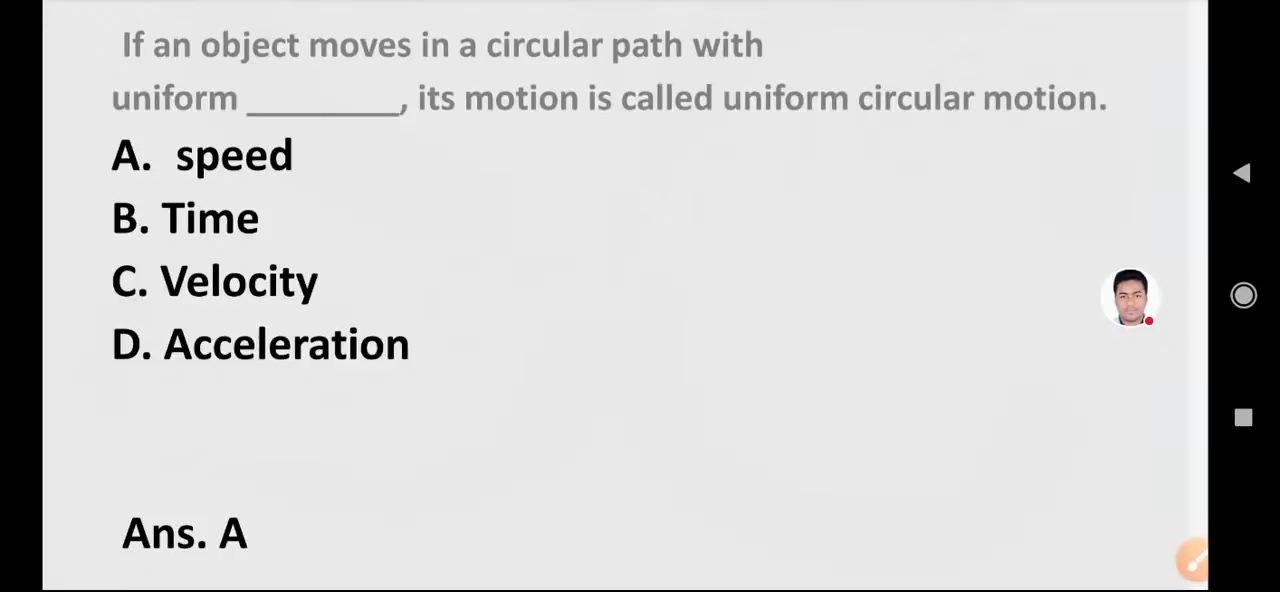 If an object moves in a circular path with
uniform ________, its motion is called uniform circular motion.
A. speed
B. Time
C. Velocity
D. Acceleration
Ans. A